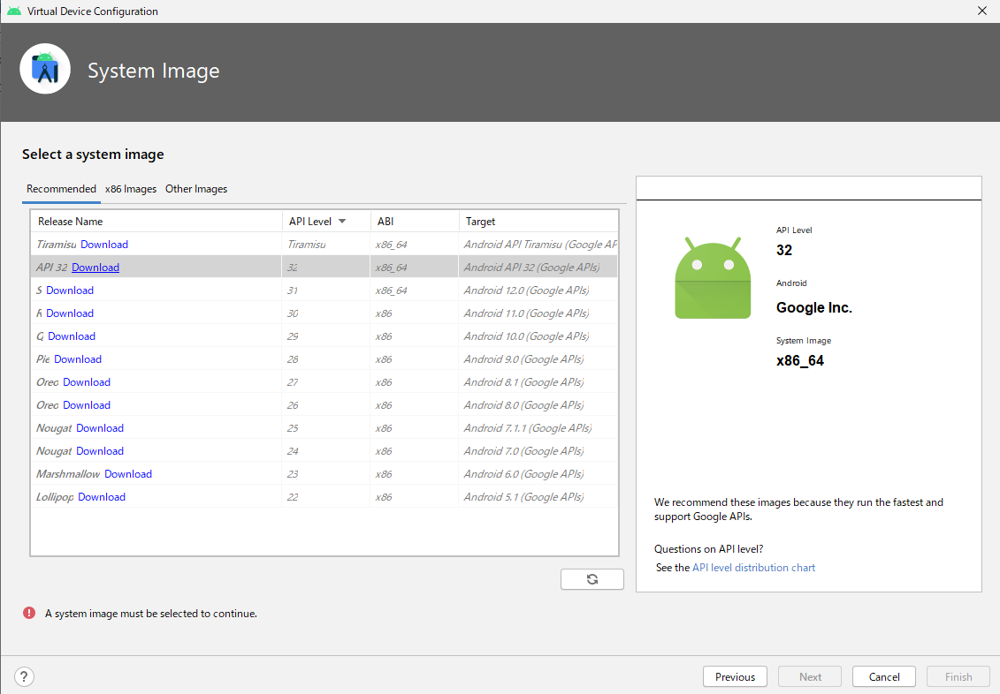 Virtual Device Configuration
System Image
Select a system image
Recommended x86 Images Other Images
Release Name API Level ABI Target
Tiramisu Download Tiramisu x86_64 Android API Tiramisu (Google AP
API 32 Download 32 x86_64 Android API 32 (Google APIs)
S Download 31 x86_64 Android 12.0 (Google APIs)
R Download 30 x86 Android 11.0 (Google APIs)
Q Download 29 x86 Android 10.0 (Google APIs)
Pie Download 28 x86 Android 9.0 (Google APIs)
Oreo Download 27 x86 Android 8.1 (Google APIs)
Oreo Download 26 x86 Android 8.0 (Google APIs)
Nougat Download 25 x86 Android 7.1.1 (Google APIs)
Nougat Download 24 x86 Android 7.0 (Google APIs)
Marshmallow Download 23 x86 Android 6.0 (Google APIs)
Lollipop Download 22 x86 Android 5.1 (Google APIs)
API Level
32
Android
Google Inc.
System Image
x86_64
We recommend these images because they run the fastest and
support Google APIs.
Questions on API level?
See the API level distribution chart
A system image must be selected to continue.
? Previous Next Cancel Finish